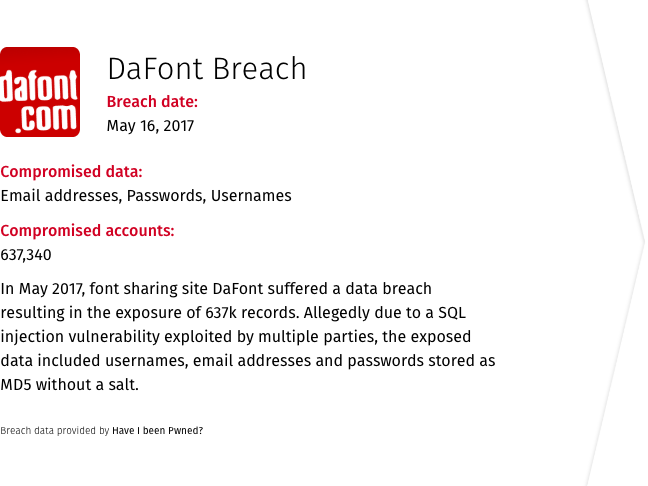 dafont
.com
DaFont Breach
Breach date:
May 16, 2017
Compromised data:
Email addresses, Passwords, Usernames
Compromised accounts:
637,340
In May 2017, font sharing site DaFont suffered a data breach
resulting in the exposure of 637k records. Allegedly due to a SQL
injection vulnerability exploited by multiple parties, the exposed
data included usernames, email addresses and passwords stored as
MD5 without a salt.
Breach data provided by Have I been Pwned?